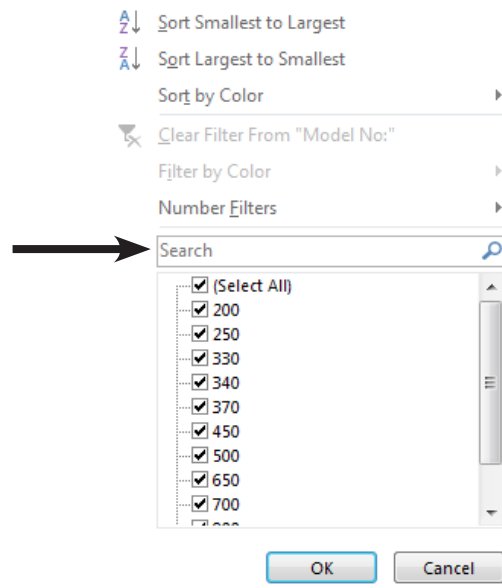 A
Z
Sort Smallest to Largest
Z
A
Sort Largest to Smallest
Sort by Color
Clear Filter From "Model No:"
Filter by Color
Number Filters
Search
(Select All)
200
250
330
340
370
450
500
650
700
OK Cancel